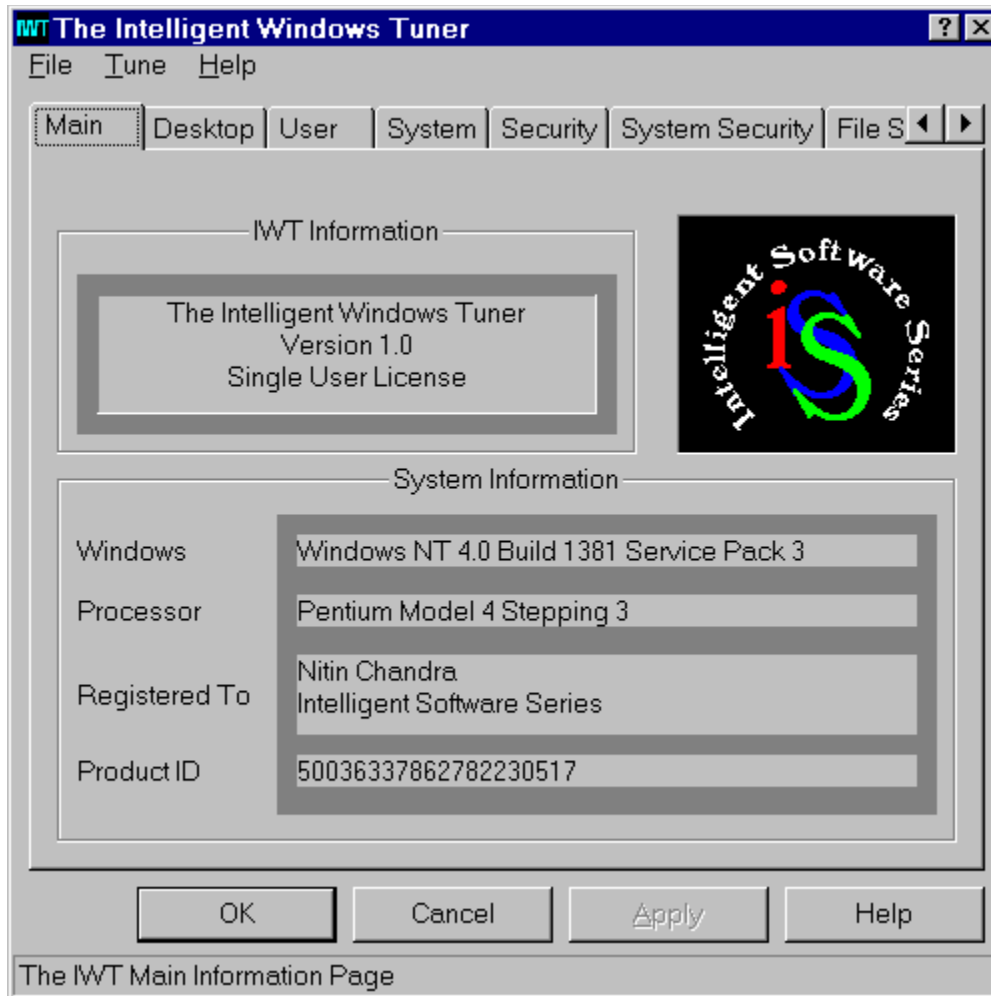 IWT The Intelligent Windows Tuner
File Tune Help
Main Desktop User System Security System Security File S
IWT Information
The Intelligent Windows Tuner
Version 1.0
Single User License
Intelligent Software Series
iSS
System Information
Windows Windows NT 4.0 Build 1381 Service Pack 3
Processor Pentium Model 4 Stepping 3
Registered To Nitin Chandra
Intelligent Software Series
Product ID 50036337862782230517
OK Cancel Apply Help
The IWT Main Information Page